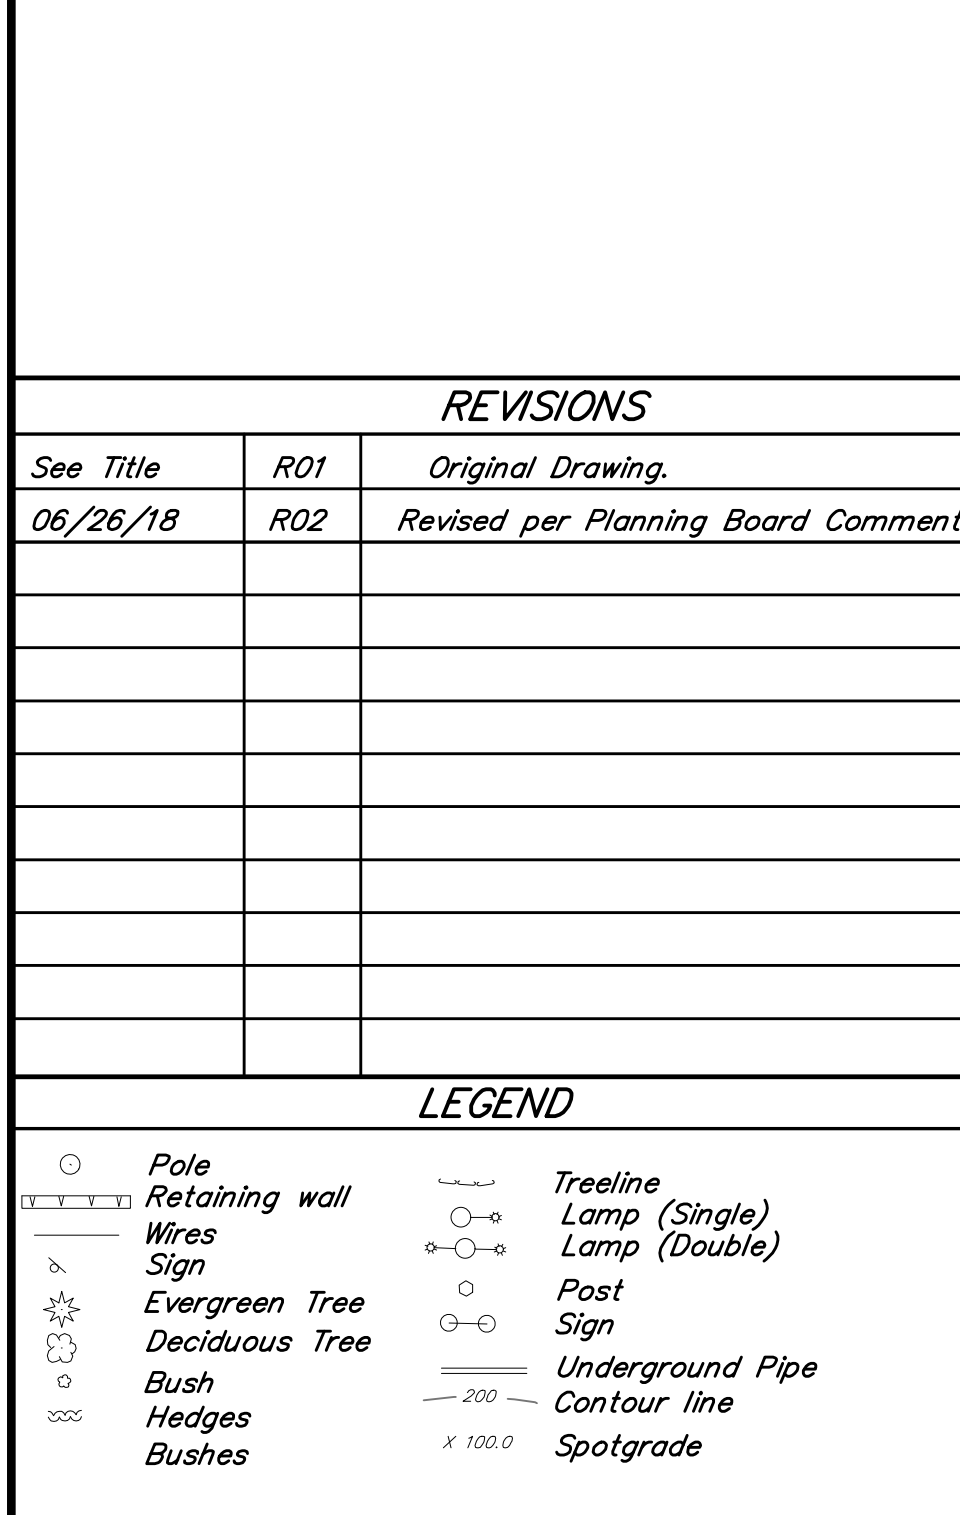 REVISIONS
See Title R01 Original Drawing.
06/26/18 R02 Revised per Planning Board Comment
LEGEND
Pole
Retaining wall
Wires
Sign
Evergreen Tree
Deciduous Tree
Bush
Hedges
Bushes
Treeline
Lamp (Single)
Lamp (Double)
Post
Sign
Underground Pipe
200 Contour line
X 100.0 Spotgrade